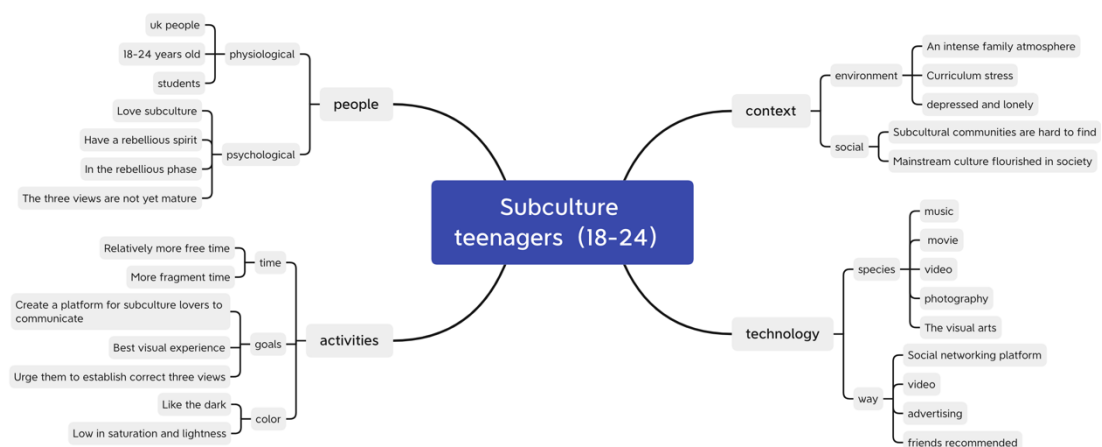 Subculture
teenagers (18-24)
people
physiological
uk people
18-24 years old
students
psychological
Love subculture
Have a rebellious spirit
In the rebellious phase
The three views are not yet mature
activities
time
Relatively more free time
More fragment time
goals
Create a platform for subculture lovers to
communicate
Best visual experience
Urge them to establish correct three views
color
Like the dark
Low in saturation and lightness
context
environment
An intense family atmosphere
Curriculum stress
depressed and lonely
social
Subcultural communities are hard to find
Mainstream culture flourished in society
technology
species
music
movie
video
photography
The visual arts
way
Social networking platform
video
advertising
friends recommended